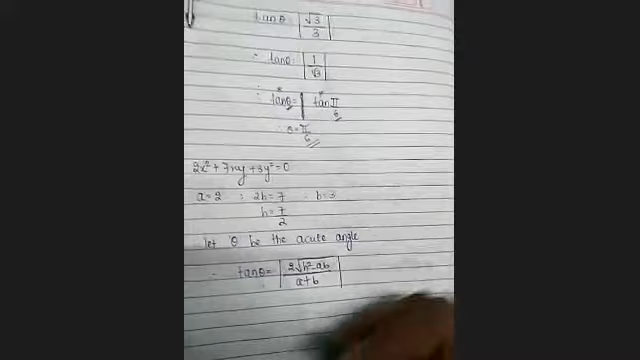 tanθ = |√3/3|
∴ tanθ = |1/√3|
∴ tanθ = | tan π/6
∴ θ = π/6
2x² + 7xy + 3y² = 0
a = 2 ; 2h = 7 ; b = 3
h = 7/2
let θ be the acute angle
∴ tanθ = |2√h²-ab / a+b|